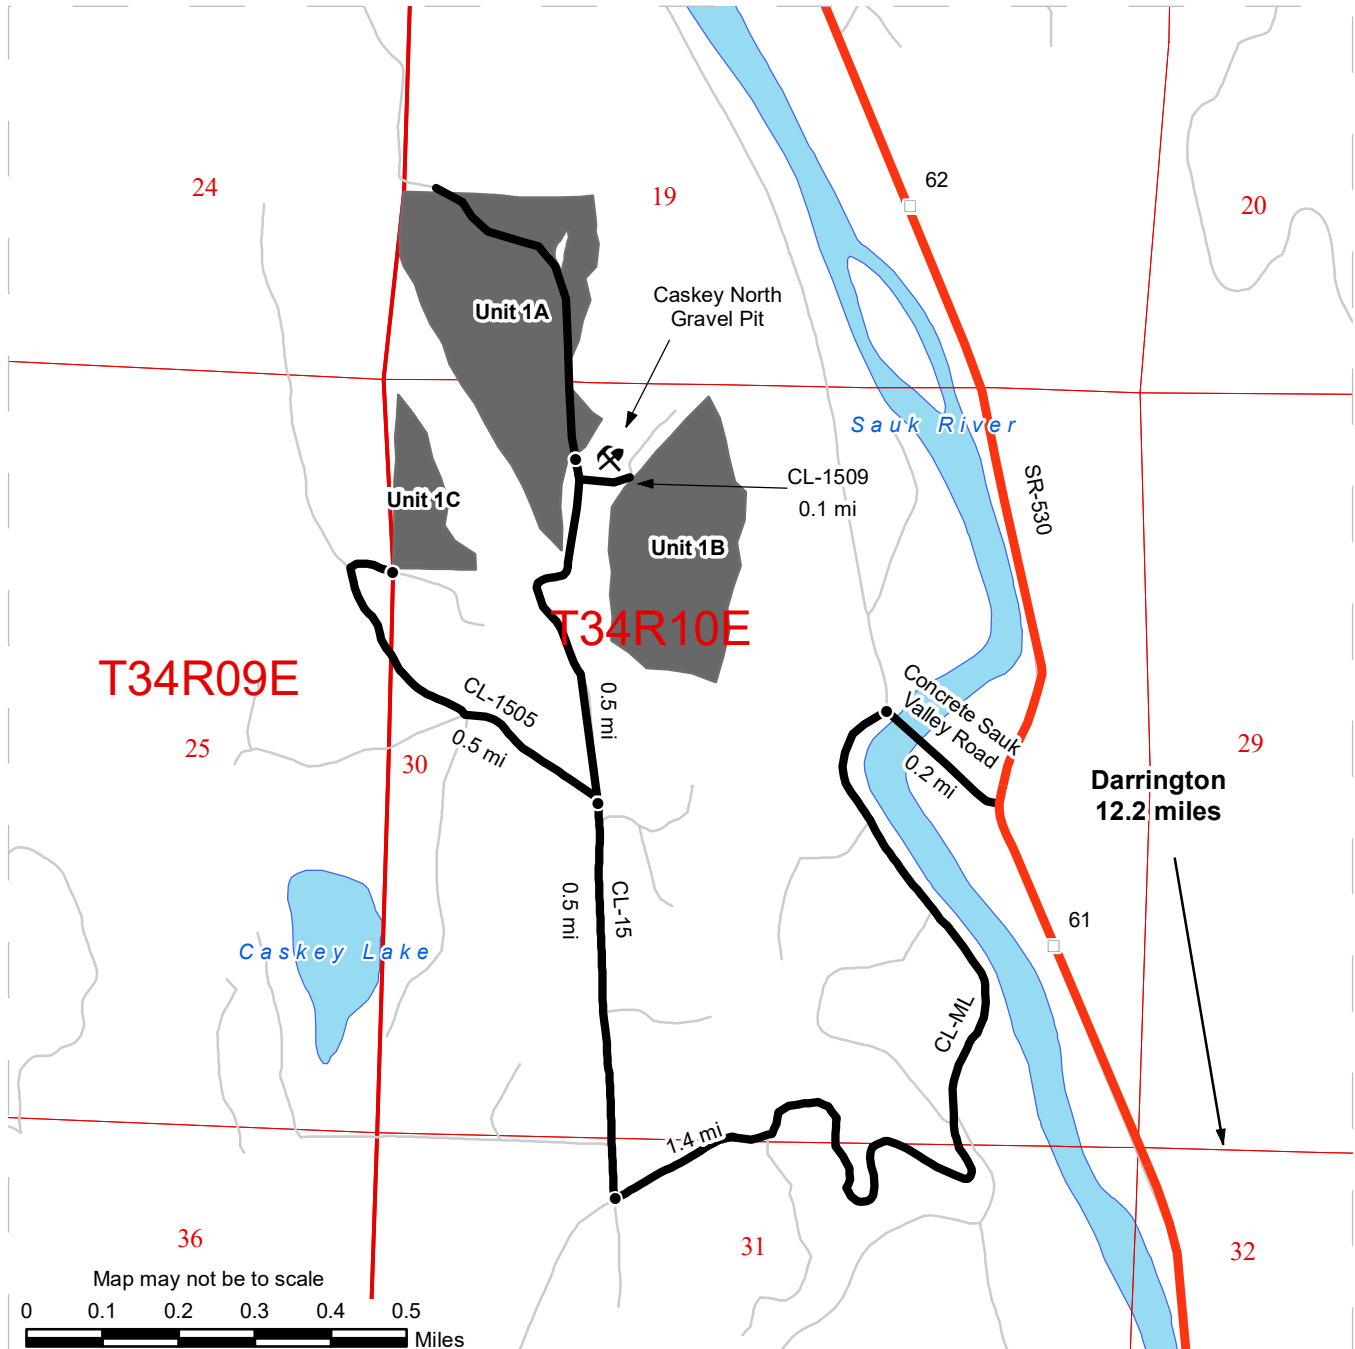 24
19
62
20
Unit 1A
Caskey North
Gravel Pit
Sauk River
CL-1509
0.1 mi
SR-530
Unit 1C
Unit 1B
T34R10E
T34R09E
CL-1505
0.5 mi
0.5 mi
Concrete Sauk
Valley Road
0.2 mi
25
30
29
Darrington
12.2 miles
0.5 mi
CL-15
61
Caskey Lake
CL-ML
1.4 mi
36
31
32
Map may not be to scale
0 0.1 0.2 0.3 0.4 0.5
Miles